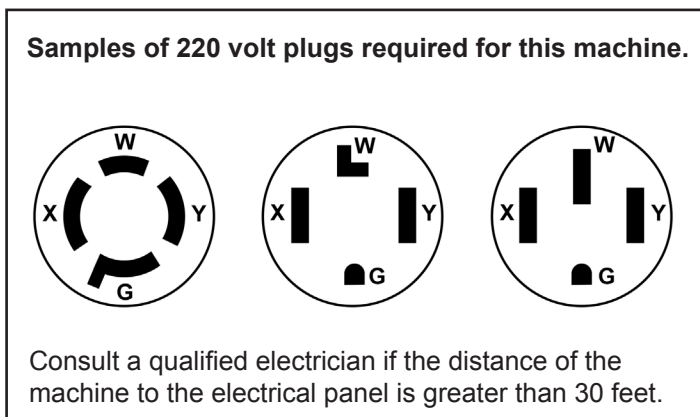 Samples of 220 volt plugs required for this machine.
W
X
Y
G
W
X
Y
G
W
X
Y
G
Consult a qualified electrician if the distance of the
machine to the electrical panel is greater than 30 feet.